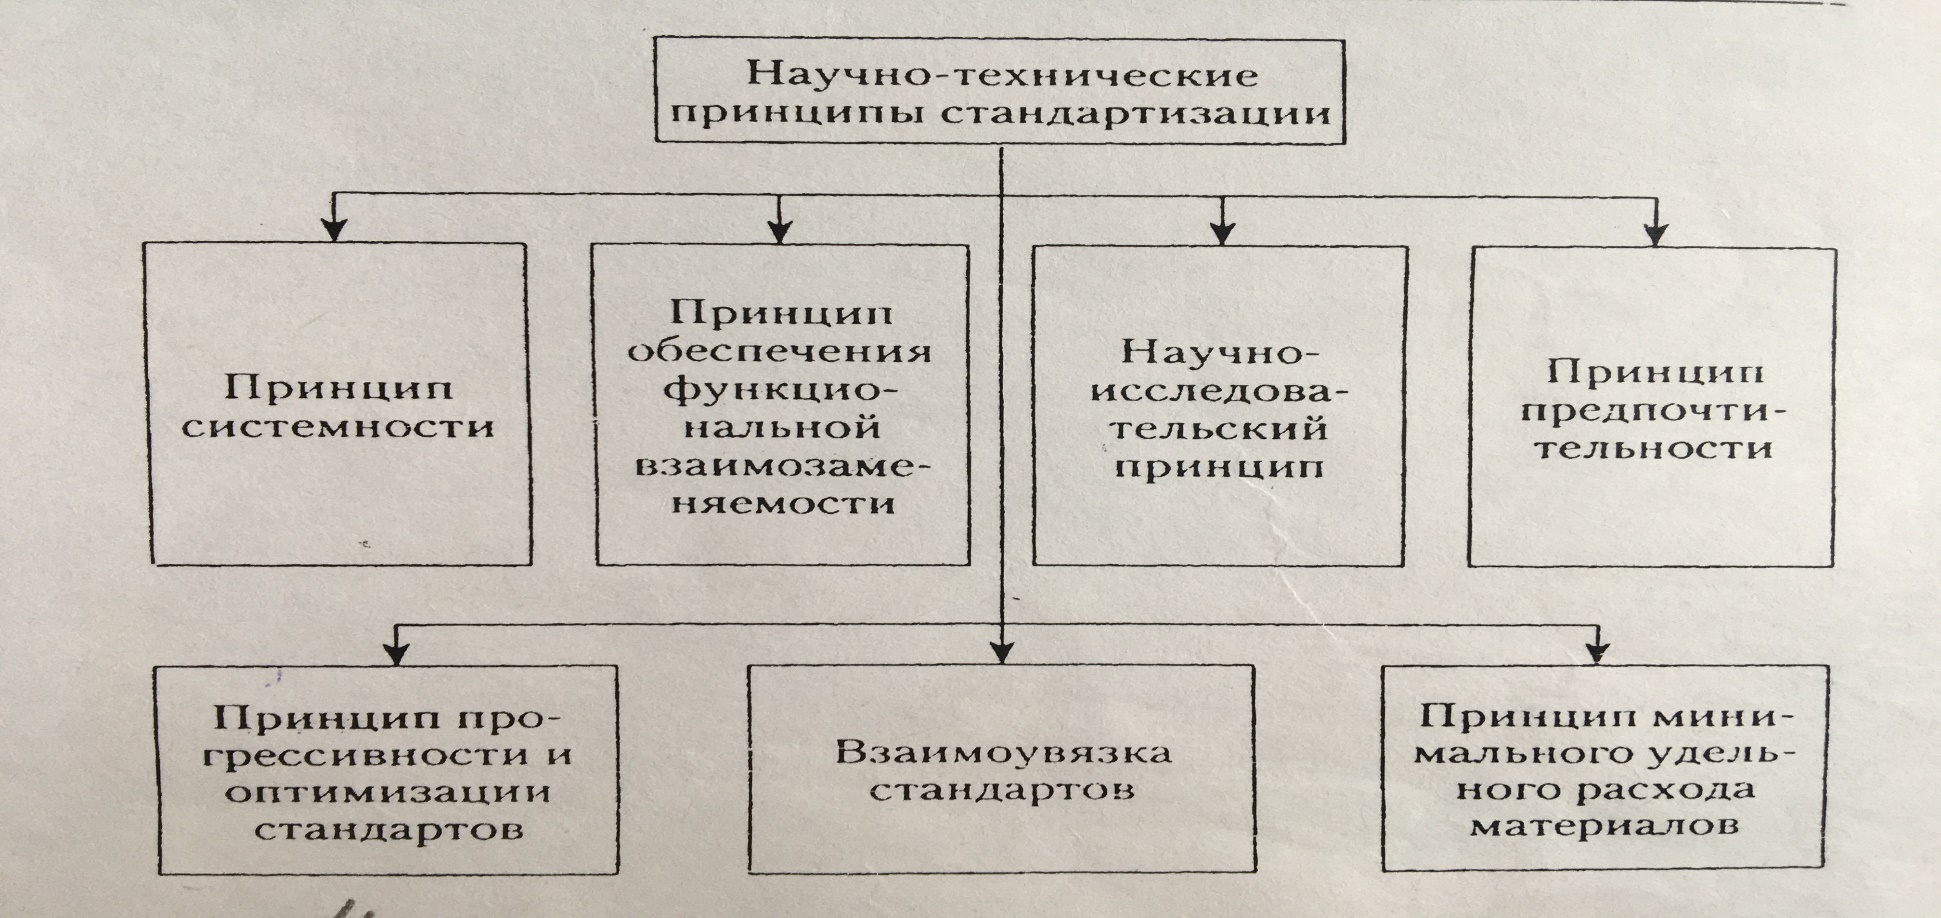 Научно-технические
принципы стандартизации
Принцип
системности
Принцип
обеспечения
функцио-
нальной
взаимозаме-
няемости
Научно-
исследова-
тельский
принцип
Принцип
предпочти-
тельности
Принцип про-
грессивности и
оптимизации
стандартов
Взаимоувязка
стандартов
Принцип мини-
мального удель-
ного расхода
материалов